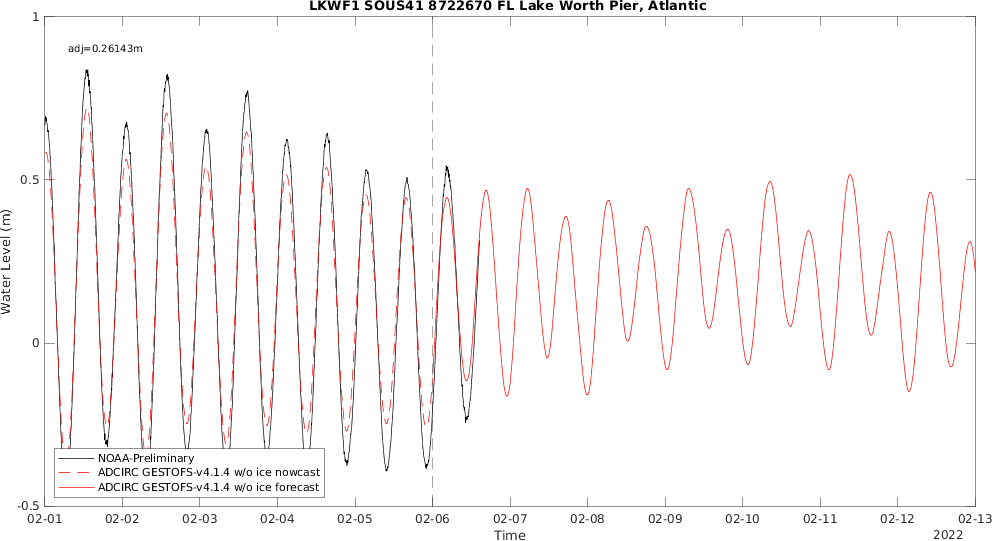 LKWF1 SOUS41 8722670 FL Lake Worth Pier, Atlantic
1
adj=0.26143m
0.5
Water Level (m)
0
NOAA-Preliminary
ADCIRC GESTOFS-v4.1.4 w/o ice nowcast
ADCIRC GESTOFS-v4.1.4 w/o ice forecast
-0.5
02-01 02-02 02-03 02-04 02-05 02-06 02-07 02-08 02-09 02-10 02-11 02-12 02-13
Time
2022